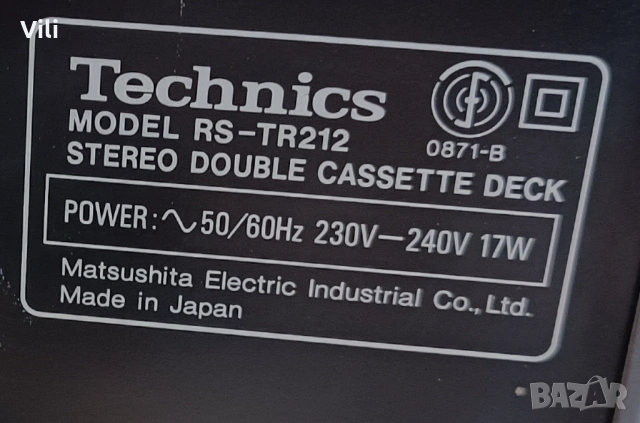 Vili
Technics
MODEL RS-TR212
0871-B
STEREO DOUBLE CASSETTE DECK
POWER: ∿ 50/60Hz 230V—240V 17W
Matsushita Electric Industrial Co., Ltd.
Made in Japan
BAZAR